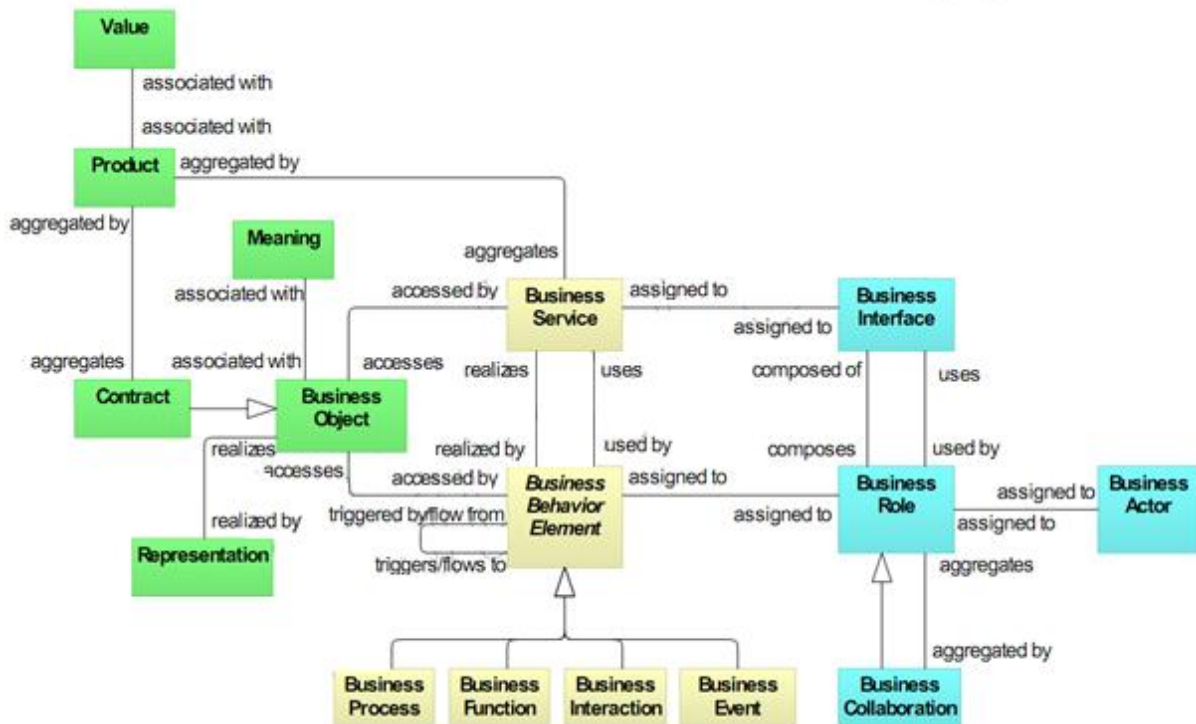 Value
associated with
associated with
Product
aggregated by
aggregated by
Meaning
aggregates
associated with
accessed by
Business
Service
assigned to
Business
Interface
assigned to
aggregates
associated with
accesses
realizes
uses
composed of
uses
Contract
Business
Object
realizes
accesses
realized by
used by
composes
used by
accessed by
Business
Behavior
Element
assigned to
Business
Role
assigned to
Business
Actor
assigned to
assigned to
triggered by/flow from
realized by
Representation
triggers/flows to
aggregates
aggregated by
Business
Process
Business
Function
Business
Interaction
Business
Event
Business
Collaboration